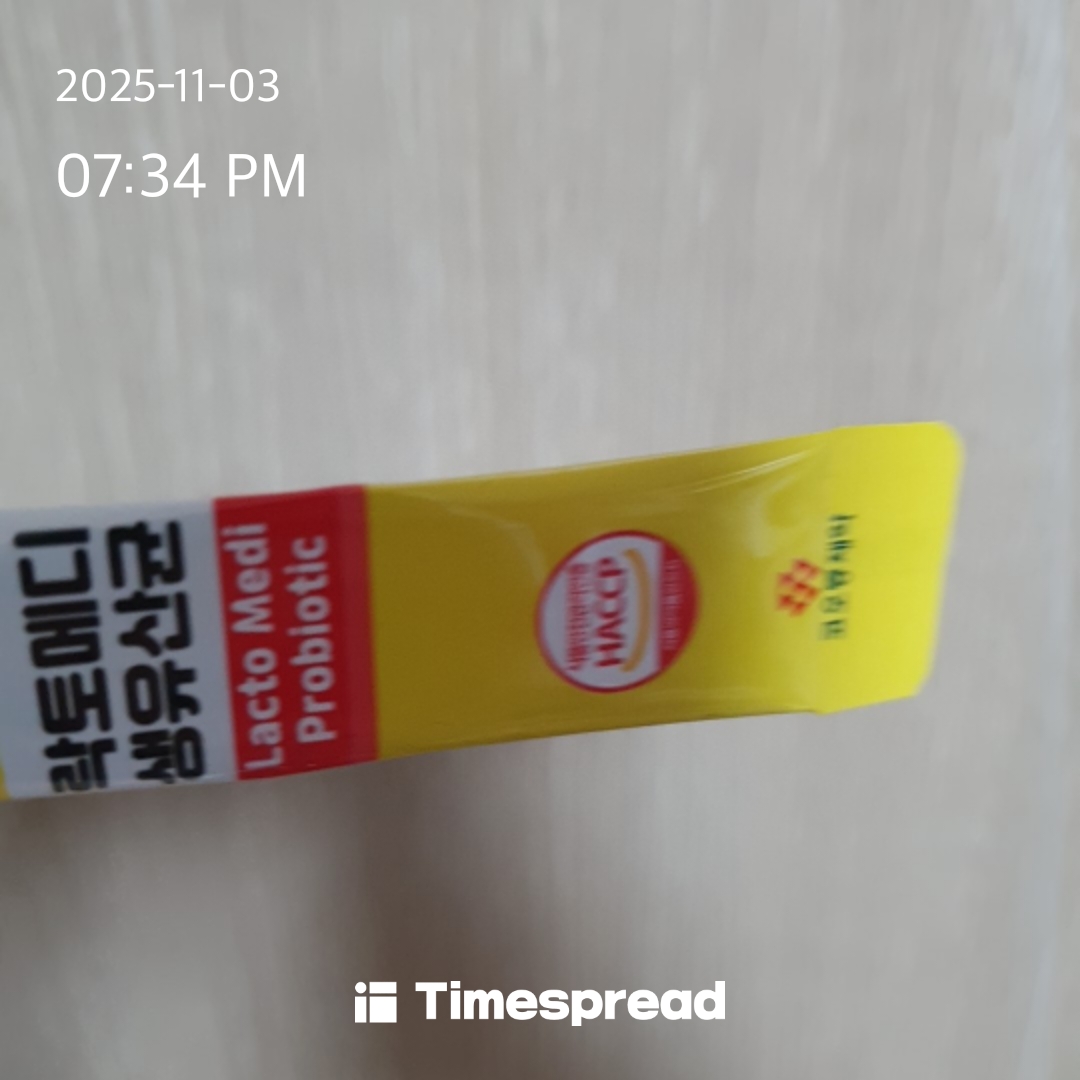 2025-11-03
07:34 PM
락토메디
생유산균
Lacto Medi
Probiotic
HACCP
Timespread